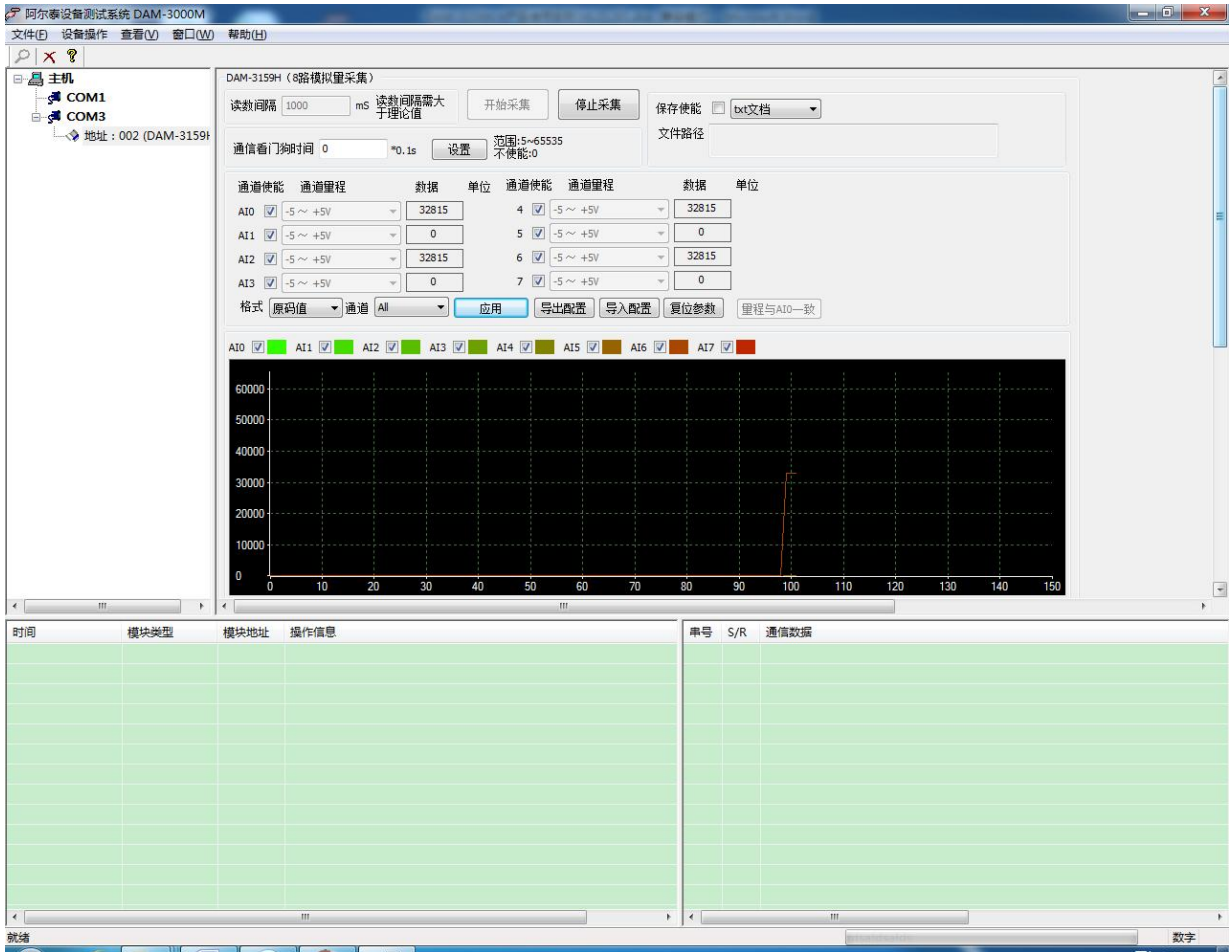 阿尔泰设备测试系统 DAM-3000M
文件(F) 设备操作 查看(V) 窗口(W) 帮助(H)
主机
COM1
COM3
地址：002 (DAM-3159H
DAM-3159H（8路模拟量采集）
读数间隔 1000 mS 读数间隔需大于理论值 开始采集 停止采集
保存使能 txt文档
文件路径
通信看门狗时间 0 *0.1s 设置 范围:5~65535 不使能:0
通道使能 通道里程 数据 单位 通道使能 通道里程 数据 单位
AI0 -5～ +5V 32815 4 -5～ +5V 32815
AI1 -5～ +5V 0 5 -5～ +5V 0
AI2 -5～ +5V 32815 6 -5～ +5V 32815
AI3 -5～ +5V 0 7 -5～ +5V 0
格式 原码值 通道 All 应用 导出配置 导入配置 复位参数 里程与AI0一致
AI0 AI1 AI2 AI3 AI4 AI5 AI6 AI7
60000
50000
40000
30000
20000
10000
0
0 10 20 30 40 50 60 70 80 90 100 110 120 130 140 150
时间 模块类型 模块地址 操作信息 串号 S/R 通信数据
就绪 数字